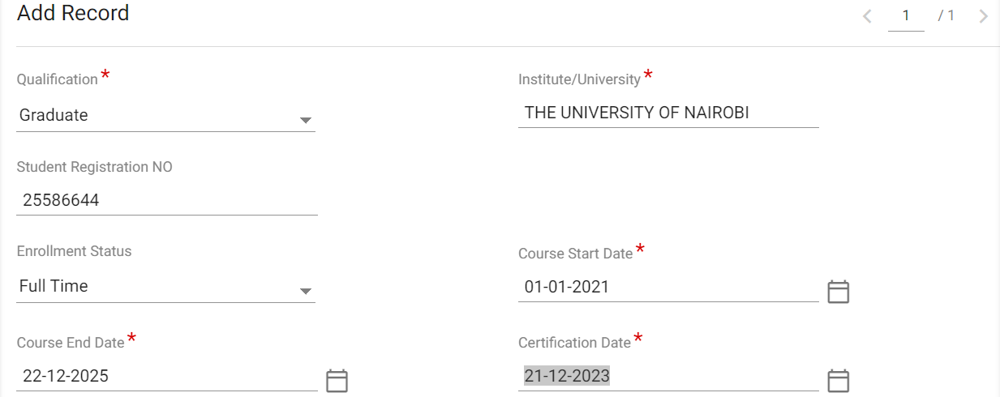 Add Record
1 / 1
Qualification *
Institute/University *
Graduate
THE UNIVERSITY OF NAIROBI
Student Registration NO
25586644
Enrollment Status
Course Start Date *
Full Time
01-01-2021
Course End Date *
Certification Date *
22-12-2025
21-12-2023